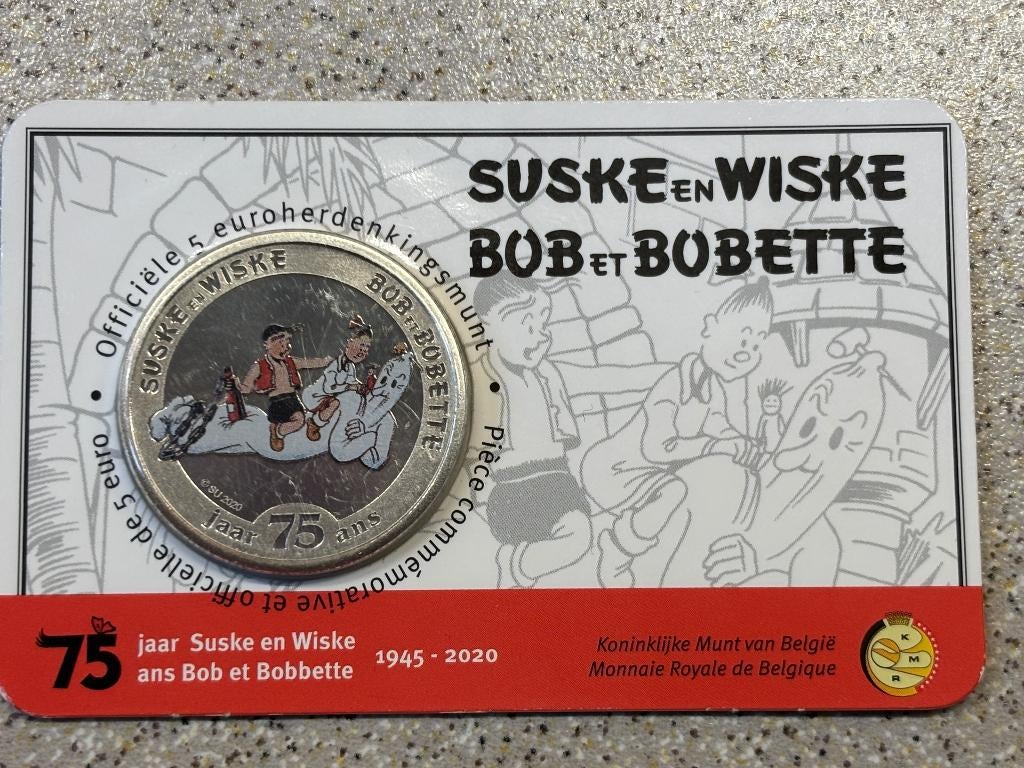 SUSKE EN WISKE
BOB ET BOBETTE
Officiële 5 euroherdenkingsmunt •
Pièce commémorative et officielle de 5 euro •
SUSKE EN WISKE
BOB ET BOBETTE
© SU 2020
jaar 75 ans
75 jaar Suske en Wiske
ans Bob et Bobbette
1945 - 2020
Koninklijke Munt van België
Monnaie Royale de Belgique
K
M
R